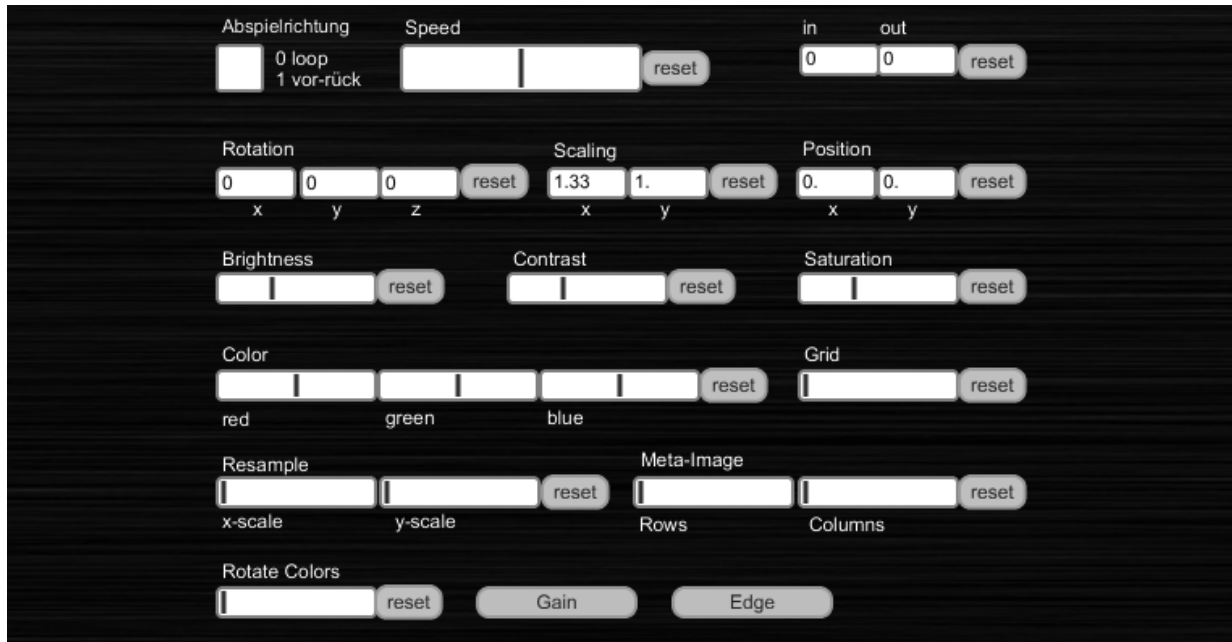 Abspielrichtung Speed in out
0 loop
1 vor-rück
reset
0 0 reset
Rotation Scaling Position
0 0 0 reset 1.33 1. reset 0. 0. reset
x y z x y x y
Brightness Contrast Saturation
reset reset reset
Color Grid
reset reset
red green blue
Resample Meta-Image
reset reset
x-scale y-scale Rows Columns
Rotate Colors
reset Gain Edge